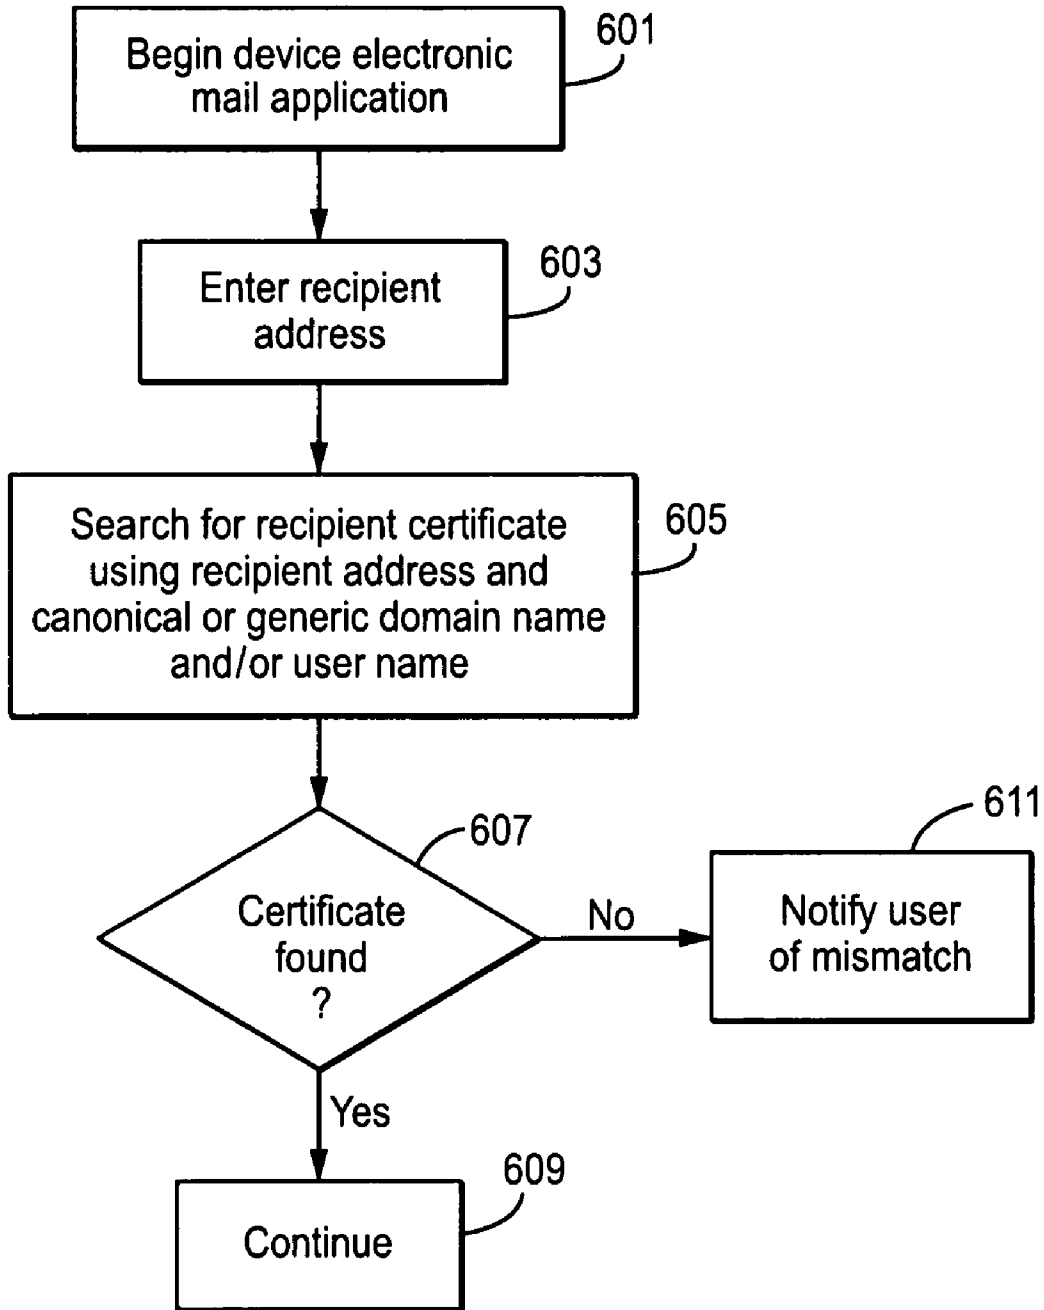 601
Begin device electronic
mail application
603
Enter recipient
address
605
Search for recipient certificate
using recipient address and
canonical or generic domain name
and/or user name
607
Certificate
found
?
No
611
Notify user
of mismatch
Yes
609
Continue